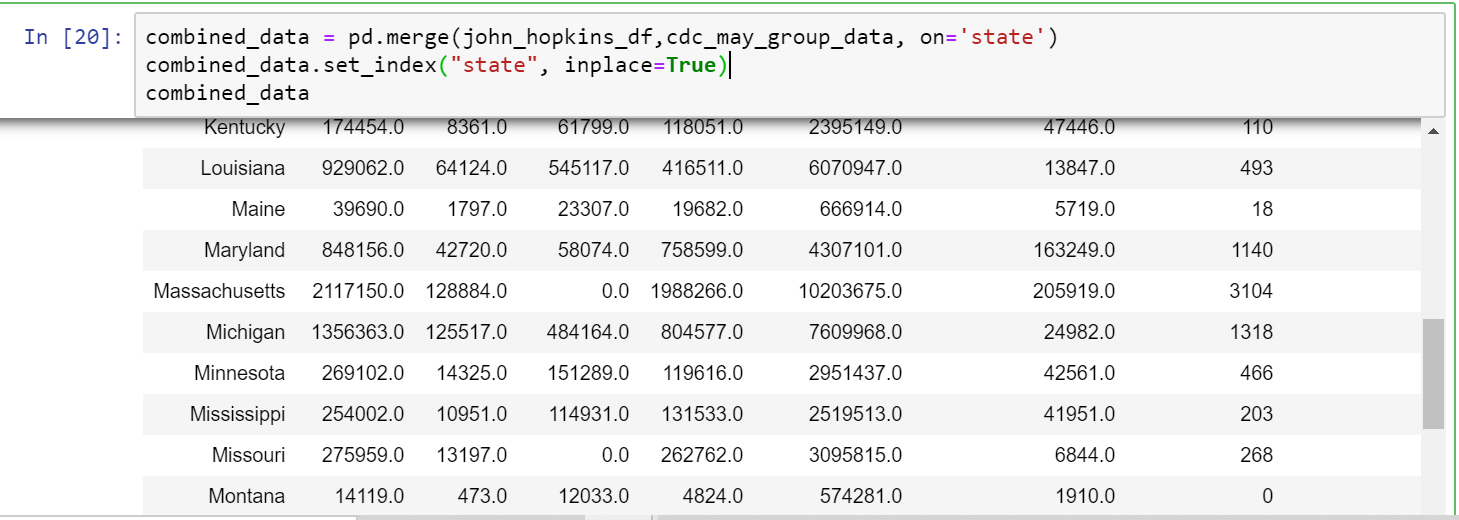 In [20]: combined_data = pd.merge(john_hopkins_df,cdc_may_group_data, on='state')
combined_data.set_index("state", inplace=True)
combined_data
Kentucky 174454.0 8361.0 61799.0 118051.0 2395149.0 47446.0 110
Louisiana 929062.0 64124.0 545117.0 416511.0 6070947.0 13847.0 493
Maine 39690.0 1797.0 23307.0 19682.0 666914.0 5719.0 18
Maryland 848156.0 42720.0 58074.0 758599.0 4307101.0 163249.0 1140
Massachusetts 2117150.0 128884.0 0.0 1988266.0 10203675.0 205919.0 3104
Michigan 1356363.0 125517.0 484164.0 804577.0 7609968.0 24982.0 1318
Minnesota 269102.0 14325.0 151289.0 119616.0 2951437.0 42561.0 466
Mississippi 254002.0 10951.0 114931.0 131533.0 2519513.0 41951.0 203
Missouri 275959.0 13197.0 0.0 262762.0 3095815.0 6844.0 268
Montana 14119.0 473.0 12033.0 4824.0 574281.0 1910.0 0